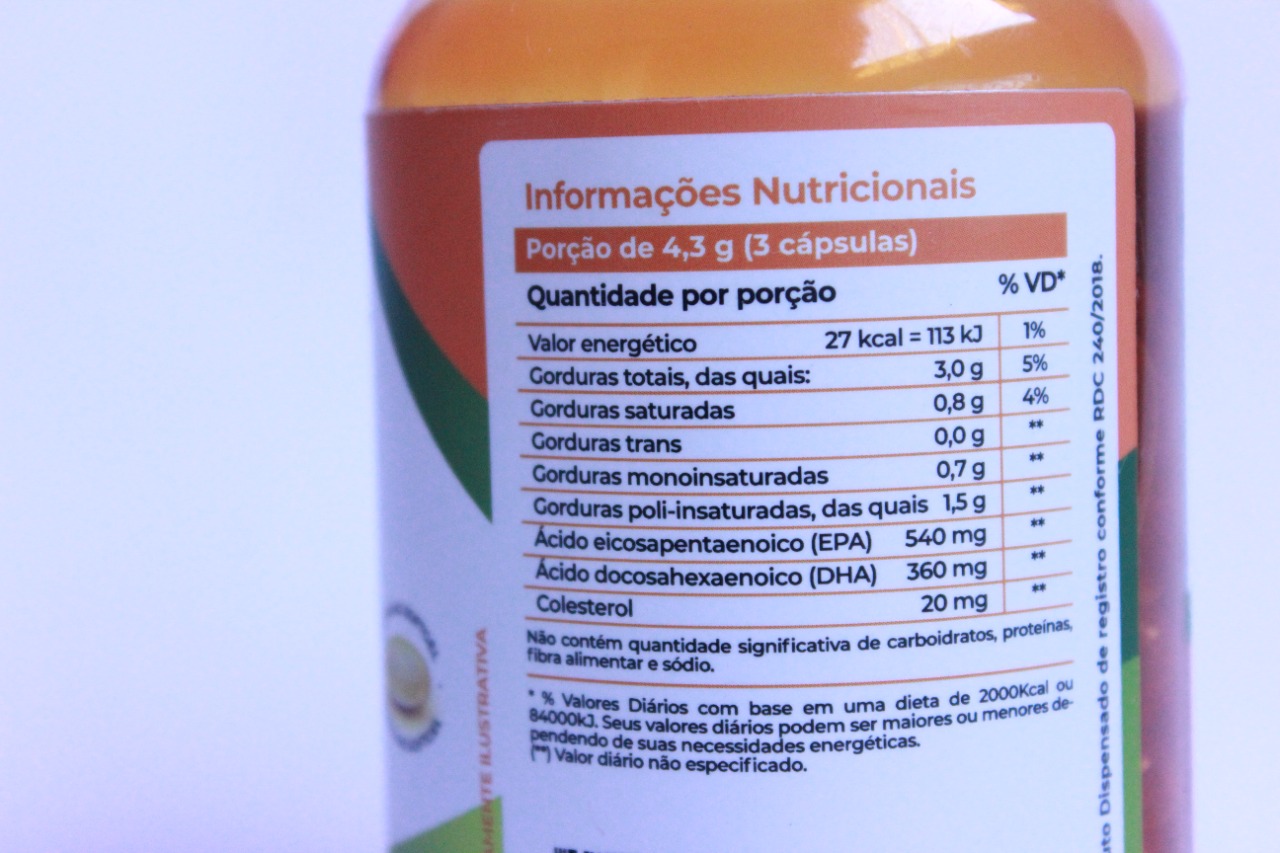 Informações Nutricionais
Porção de 4,3 g (3 cápsulas)
Quantidade por porção % VD*
Valor energético 27 kcal = 113 kJ 1%
Gorduras totais, das quais: 3,0 g 5%
Gorduras saturadas 0,8 g 4%
Gorduras trans 0,0 g **
Gorduras monoinsaturadas 0,7 g **
Gorduras poli-insaturadas, das quais 1,5 g **
Ácido eicosapentaenoico (EPA) 540 mg **
Ácido docosahexaenoico (DHA) 360 mg **
Colesterol 20 mg **
Não contém quantidade significativa de carboidratos, proteínas,
fibra alimentar e sódio.
* % Valores Diários com base em uma dieta de 2000Kcal ou
84000kJ. Seus valores diários podem ser maiores ou menores de-
pendendo de suas necessidades energéticas.
(**) Valor diário não especificado.
Dispensado de registro conforme RDC 240/2018.
ILUSTRATIVA